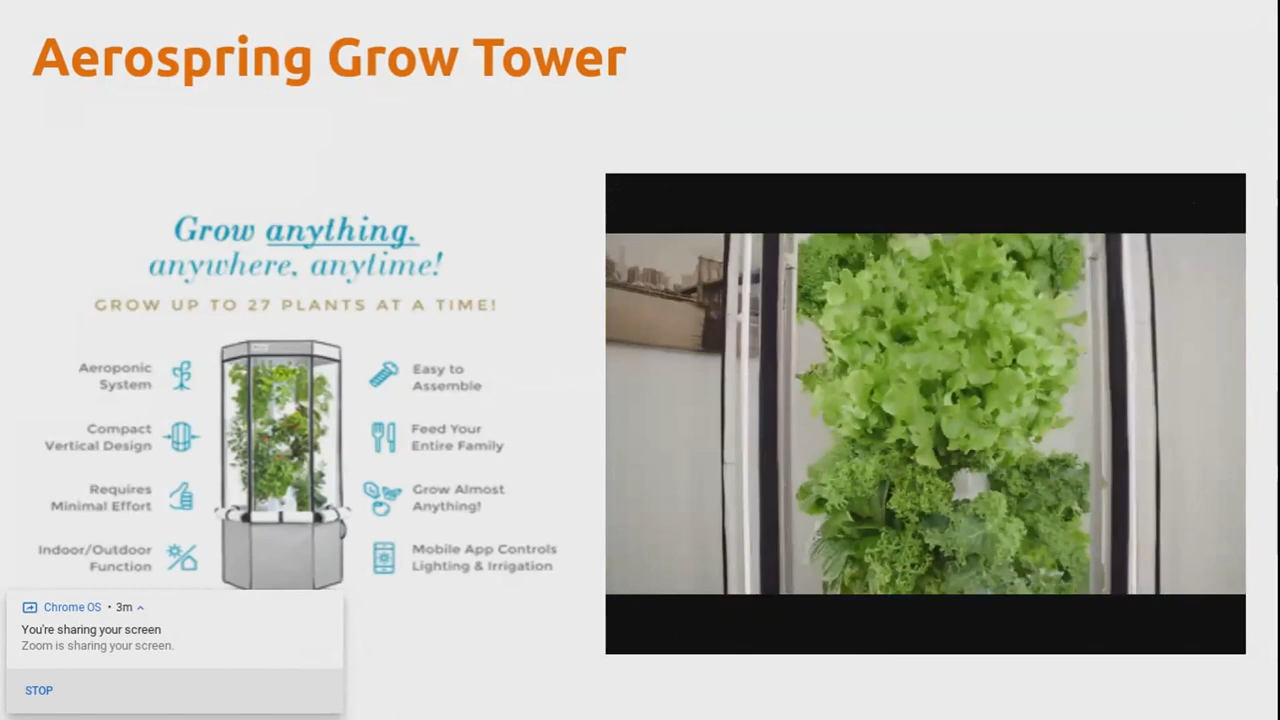 Aerospring Grow Tower
Grow anything.
anywhere, anytime!
GROW UP TO 27 PLANTS AT A TIME!
Aeroponic
System
Easy to
Assemble
Compact
Vertical Design
Feed Your
Entire Family
Requires
Minimal Effort
Grow Almost
Anything!
Indoor/Outdoor
Function
Mobile App Controls
Lighting & Irrigation
Chrome OS • 3m
You're sharing your screen
Zoom is sharing your screen.
STOP